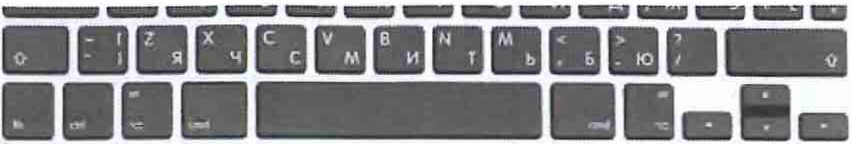 ⇧ ~ [ Z Я X Ч C С V М B И N Т M Ь < , Б > . Ю ? / ⇧
fn ctrl alt ⌥ cmd cmd alt ⌥ ◄ ▲ ▼ ►